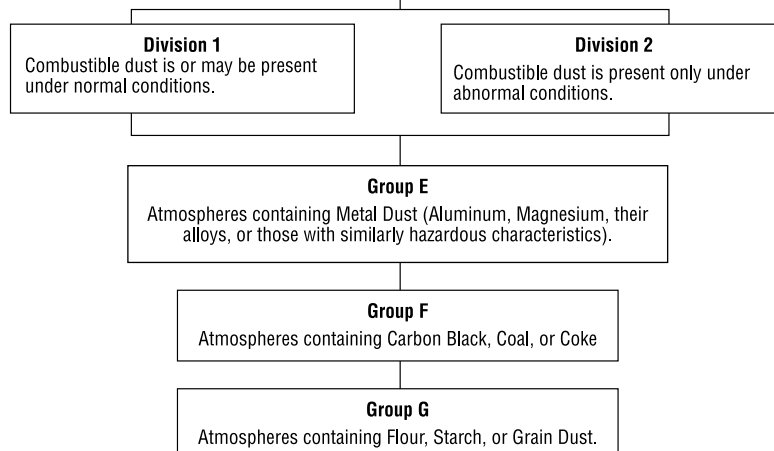 Division 1
Combustible dust is or may be present
under normal conditions.
Division 2
Combustible dust is present only under
abnormal conditions.
Group E
Atmospheres containing Metal Dust (Aluminum, Magnesium, their
alloys, or those with similarly hazardous characteristics).
Group F
Atmospheres containing Carbon Black, Coal, or Coke
Group G
Atmospheres containing Flour, Starch, or Grain Dust.